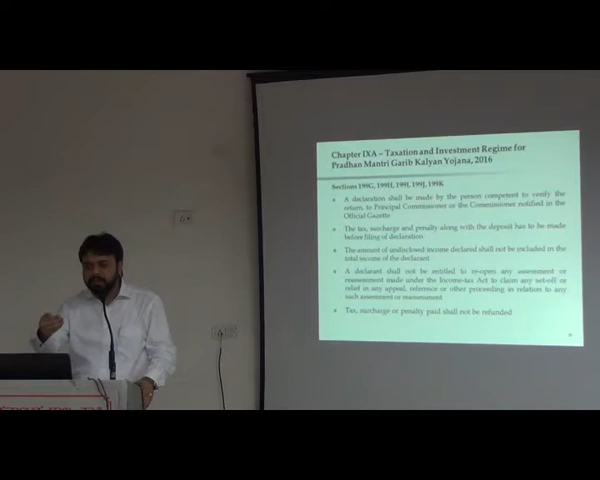 Chapter IXA – Taxation and Investment Regime for
Pradhan Mantri Garib Kalyan Yojana, 2016
Sections 199G, 199H, 199I, 199J, 199K
A declaration shall be made by the person competent to verify the
return, to Principal Commissioner or the Commissioner notified in the
Official Gazette
The tax, surcharge and penalty along with the deposit has to be made
before filing of declaration
The amount of undisclosed income declared shall not be included in the
total income of the declarant
A declarant shall not be entitled to re-open any assessment or
reassessment made under the Income-tax Act to claim any set-off or
relief in any appeal, reference or other proceeding in relation to any
such assessment or reassessment
Tax, surcharge or penalty paid shall not be refunded